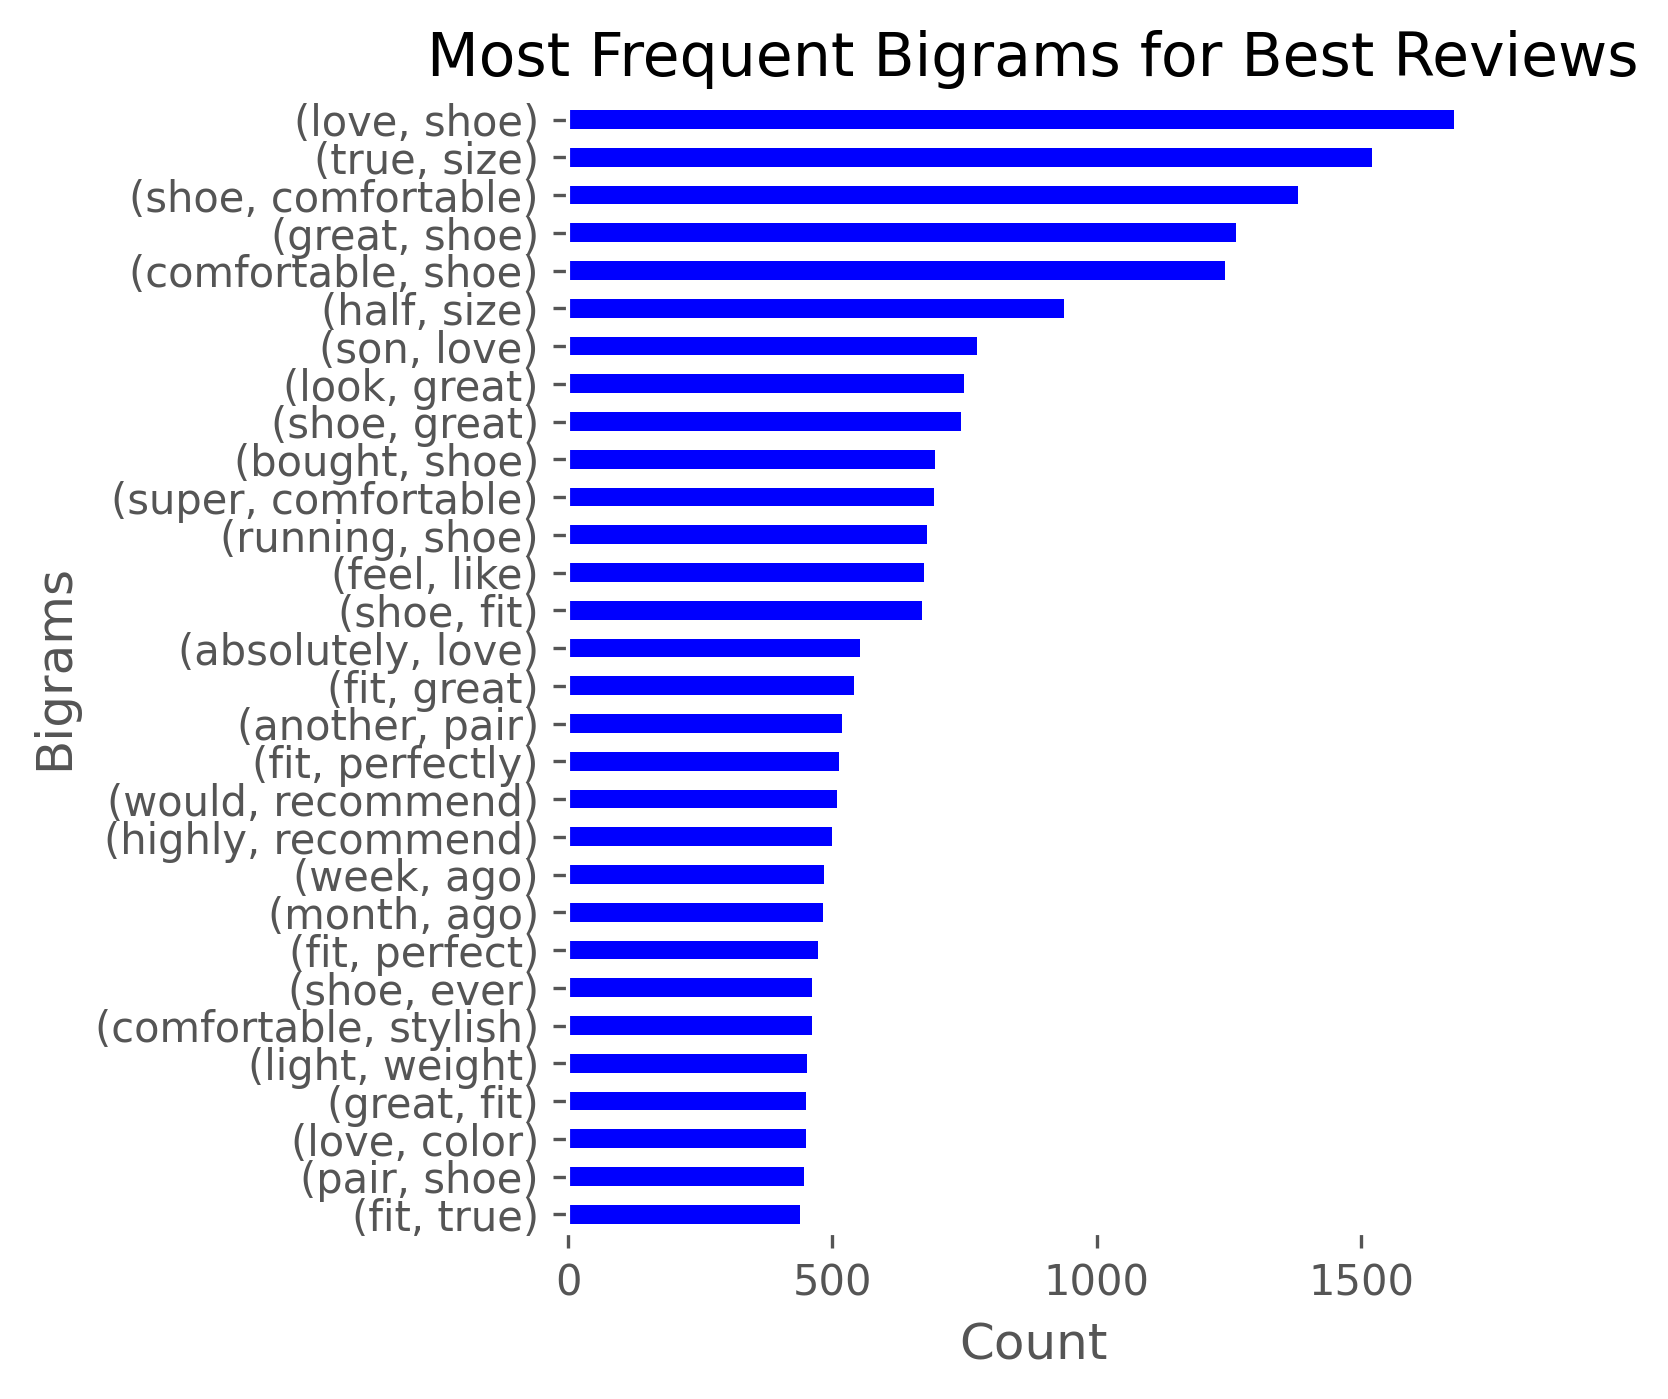 Most Frequent Bigrams for Best Reviews
(love, shoe)
(true, size)
(shoe, comfortable)
(great, shoe)
(comfortable, shoe)
(half, size)
(son, love)
(look, great)
(shoe, great)
(bought, shoe)
(super, comfortable)
(running, shoe)
(feel, like)
(shoe, fit)
(absolutely, love)
(fit, great)
(another, pair)
(fit, perfectly)
(would, recommend)
(highly, recommend)
(week, ago)
(month, ago)
(fit, perfect)
(shoe, ever)
(comfortable, stylish)
(light, weight)
(great, fit)
(love, color)
(pair, shoe)
(fit, true)
Bigrams
0 500 1000 1500
Count